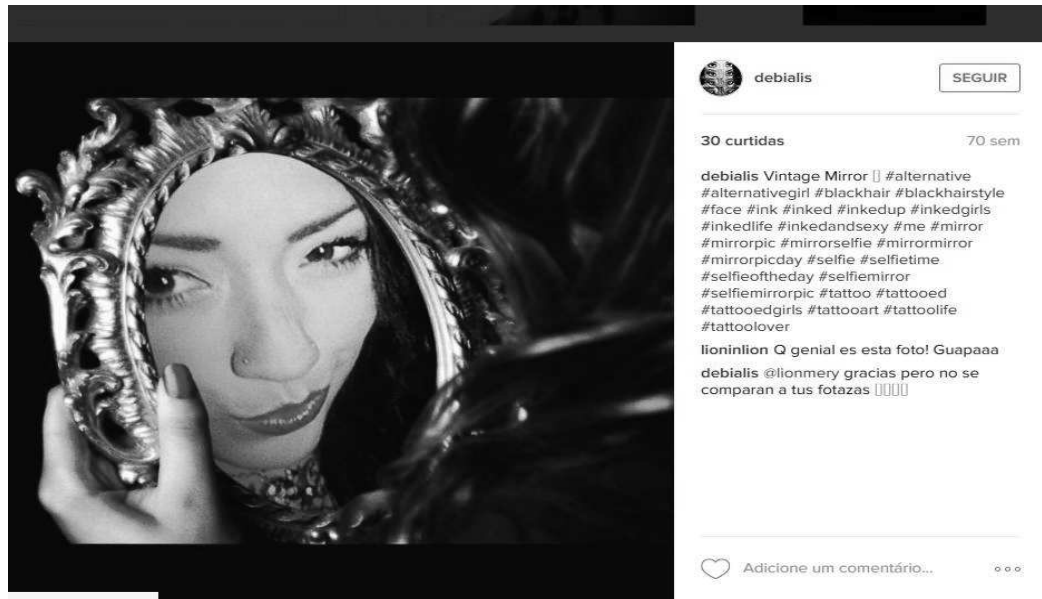 debialis
SEGUIR
30 curtidas
70 sem
debialis Vintage Mirror #alternative
#alternativegirl #blackhair #blackhairstyle
#face #ink #inked #inkedup #inkedgirls
#inkedlife #inkedandsexy #me #mirror
#mirrorpic #mirrorselfie #mirrormirror
#mirrorpicday #selfie #selfietime
#selfieoftheday #selfiemirror
#selfiemirrorpic #tattoo #tattooed
#tattooedgirls #tattooart #tattoolife
#tattoolover
lioninlion Q genial es esta foto! Guapaaa
debialis @lionmery gracias pero no se
comparan a tus fotazas
Adicione um comentário...